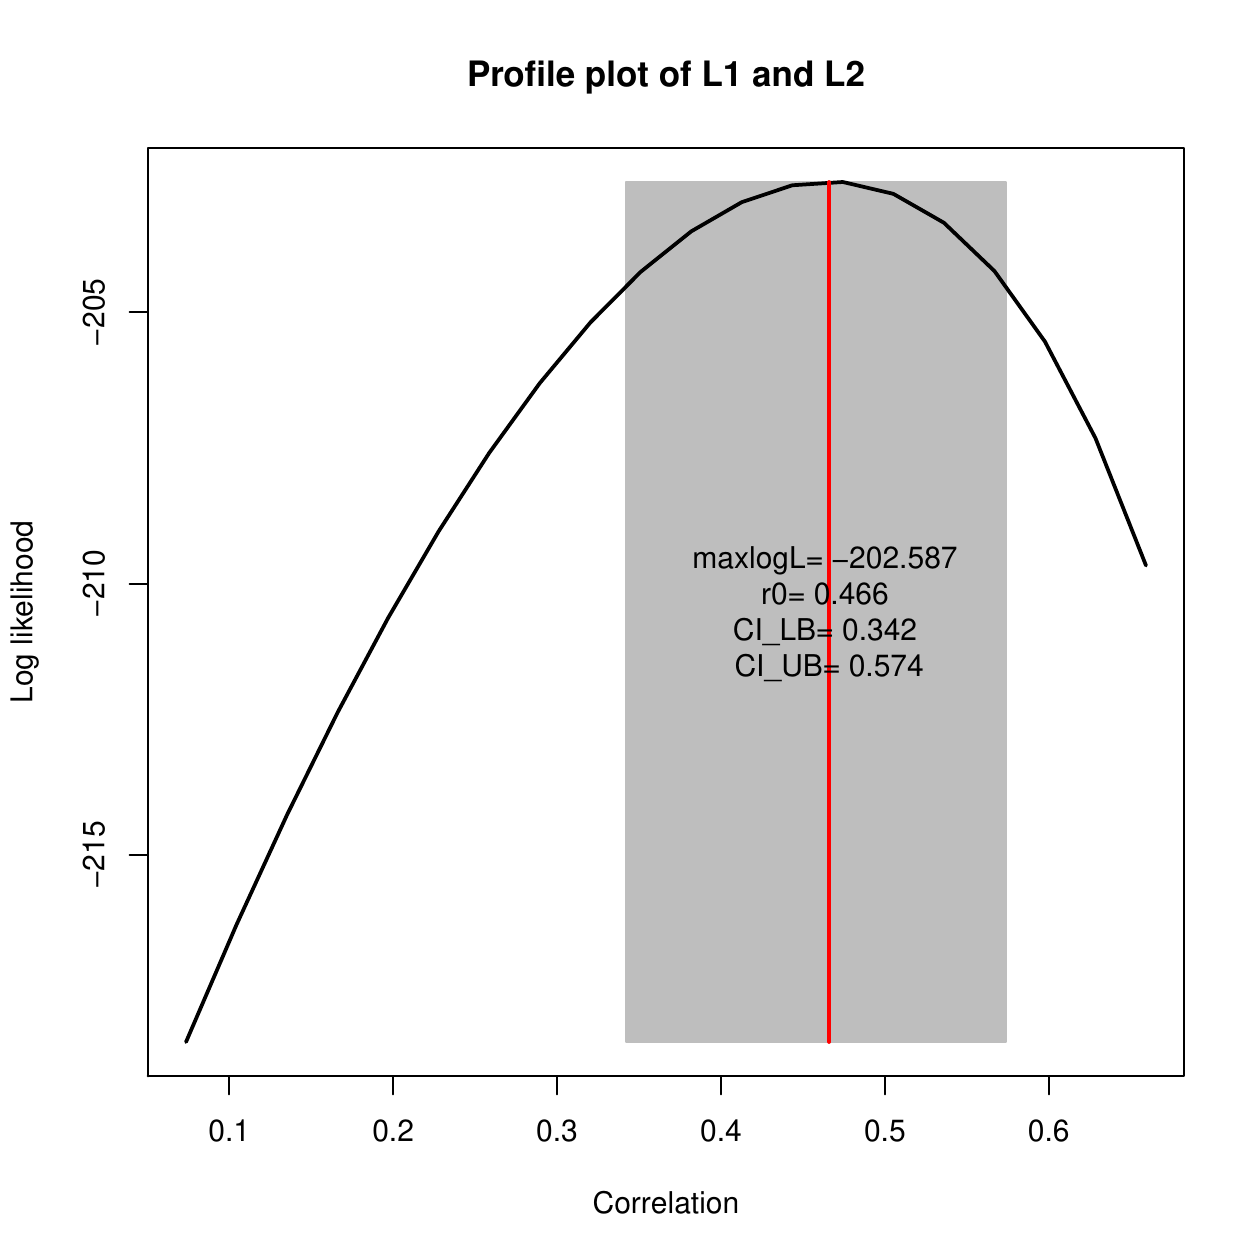 Profile plot of L1 and L2
−205
−210
−215
Log likelihood
maxlogL= −202.587
r0= 0.466
CI_LB= 0.342
CI_UB= 0.574
0.1 0.2 0.3 0.4 0.5 0.6
Correlation